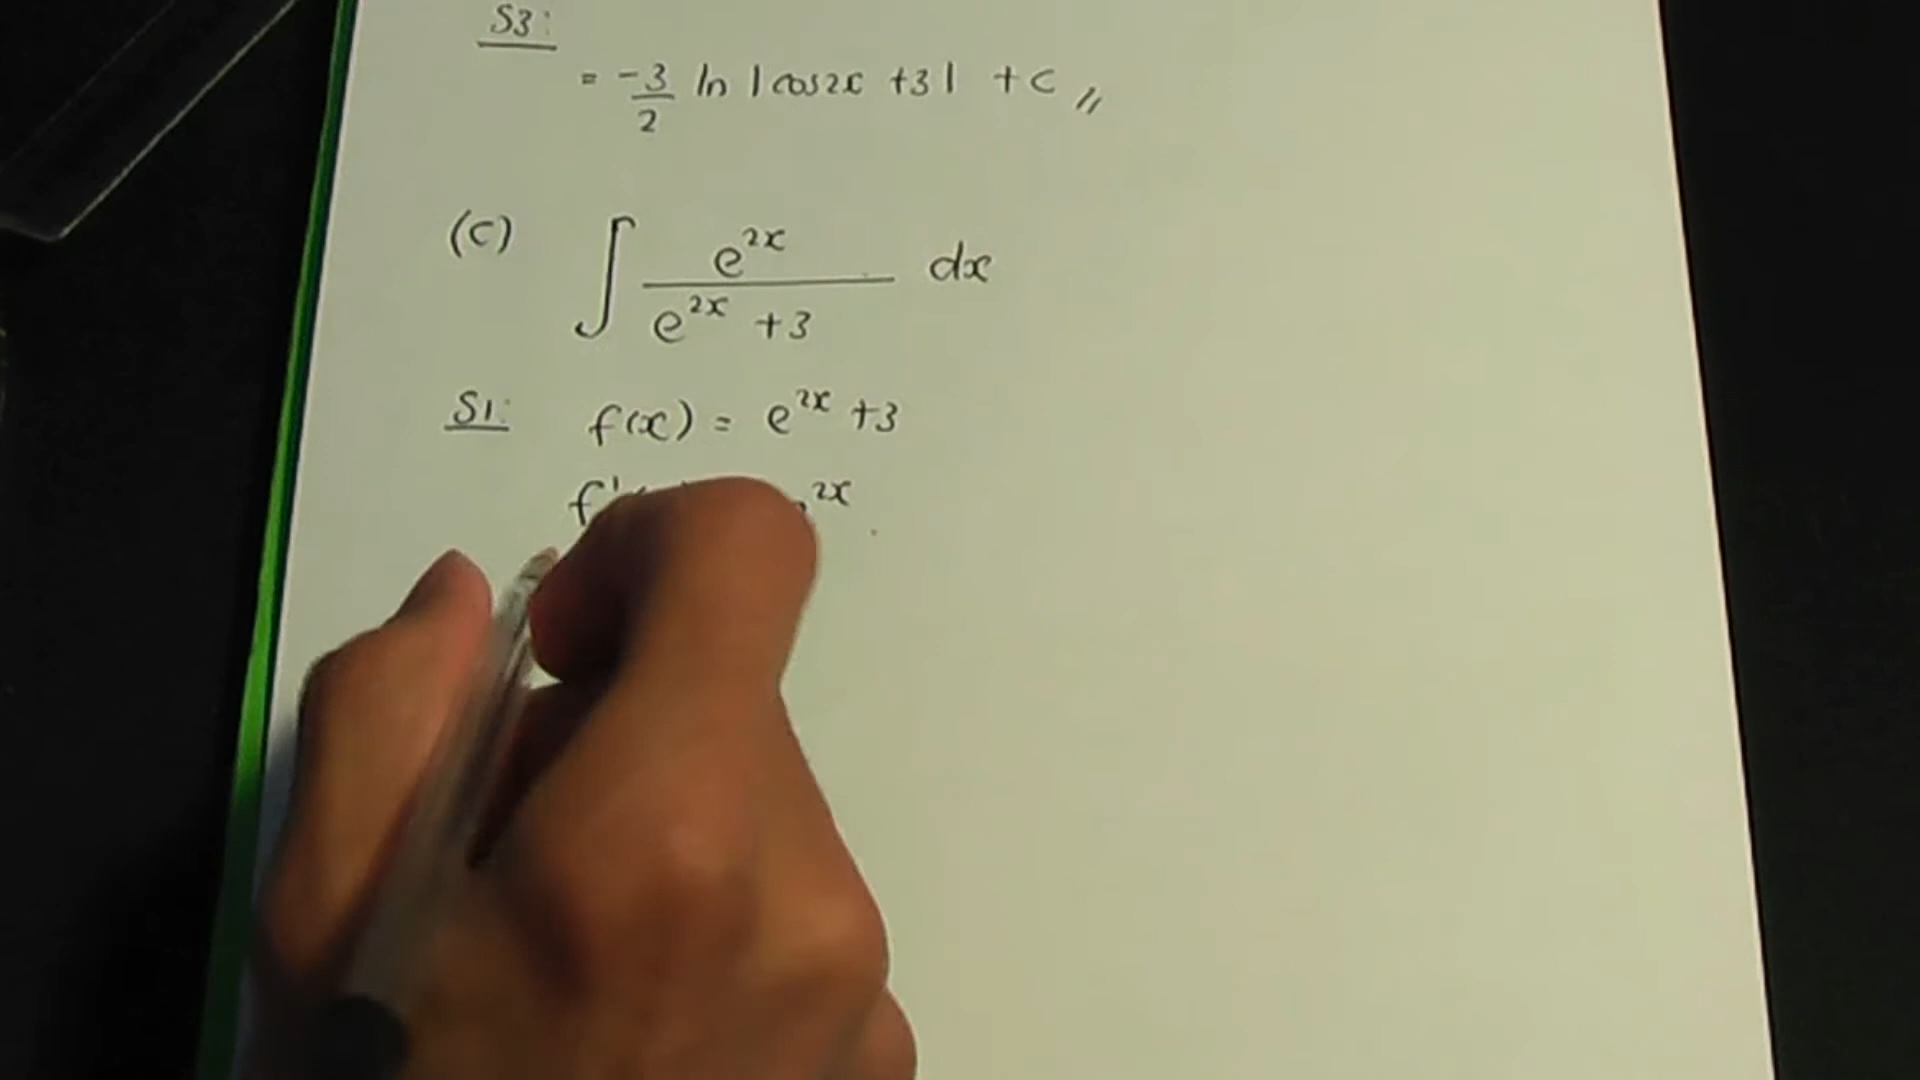 S3:
= -3/2 ln |cos2x +3| + c //
(c) ∫ e^2x / e^2x +3 dx
S1: f(x) = e^2x +3
f' 2x